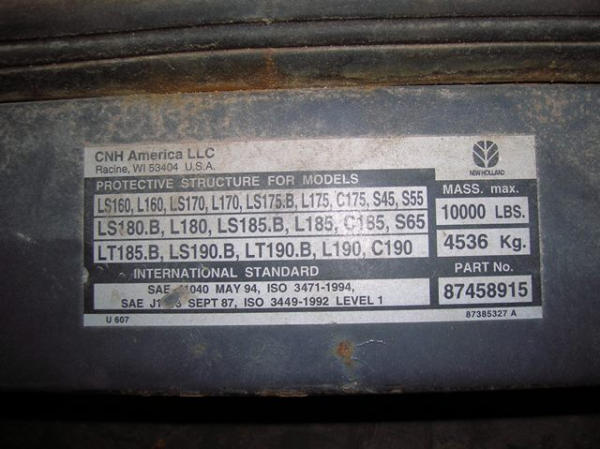 CNH America LLC
Racine, WI 53404 U.S.A.
NEW HOLLAND
PROTECTIVE STRUCTURE FOR MODELS
LS160, L160, LS170, L170, LS175.B, L175, C175, S45, S55
LS180.B, L180, LS185.B, L185, C185, S65
LT185.B, LS190.B, LT190.B, L190, C190
MASS. max.
10000 LBS.
4536 Kg.
INTERNATIONAL STANDARD
SAE MAY 94, ISO 3471-1994,
SAE SEPT 87, ISO 3449-1992 LEVEL 1
PART No.
87458915
U 607
87385327 A